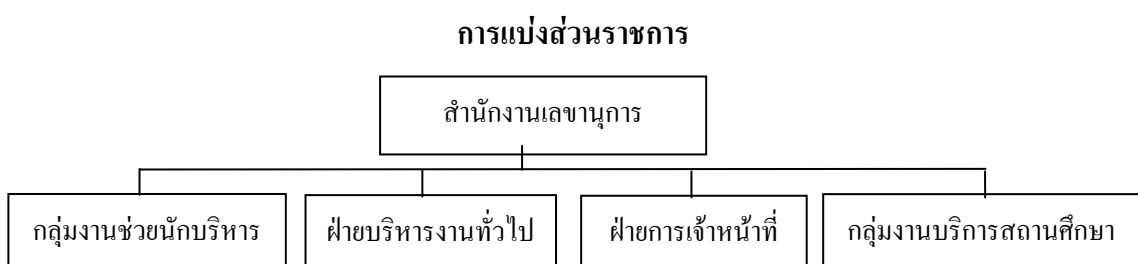 การแบ่งส่วนราชการ
สำนักงานเลขานุการ
กลุ่มงานช่วยนักบริหาร
ฝ่ายบริหารงานทั่วไป
ฝ่ายการเจ้าหน้าที่
กลุ่มงานบริการสถานศึกษา